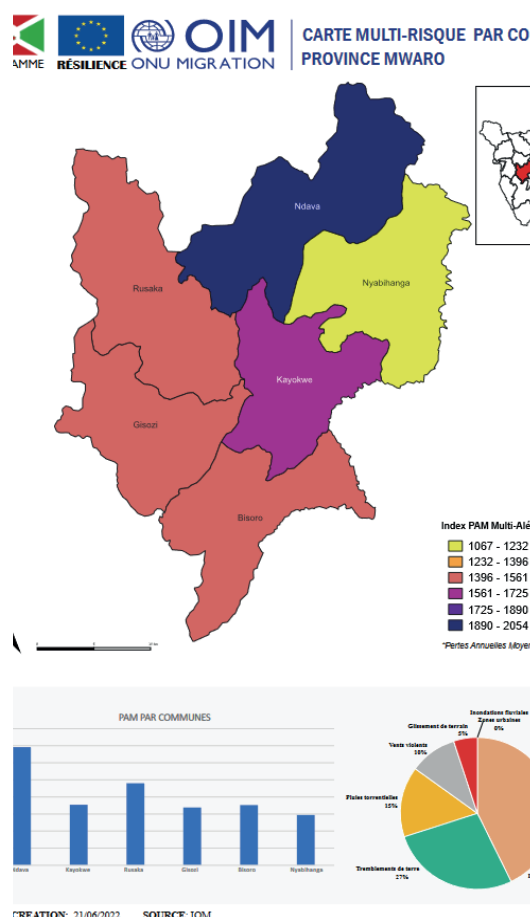 AMME
RÉSILIENCE
ONU MIGRATION
OIM
CARTE MULTI-RISQUE PAR CO
PROVINCE MWARO
Ndava
Nyabihanga
Rusaka
Kayokwe
Gisozi
Bisoro
Index PAM Multi-Alé
1067 - 1232
1232 - 1396
1396 - 1561
1561 - 1725
1725 - 1890
1890 - 2054
*Pertes Annuelles Moyen
PAM PAR COMMUNES
Ndava
Kayokwe
Rusaka
Gisozi
Bisoro
Nyabihanga
Inondations fluviales
Zones urbaines
0%
Glissement de terrain
5%
Vents violents
10%
Pluies torrentielles
15%
Tremblements de terre
27%
CREATION: 21/06/2022 SOURCE: IOM